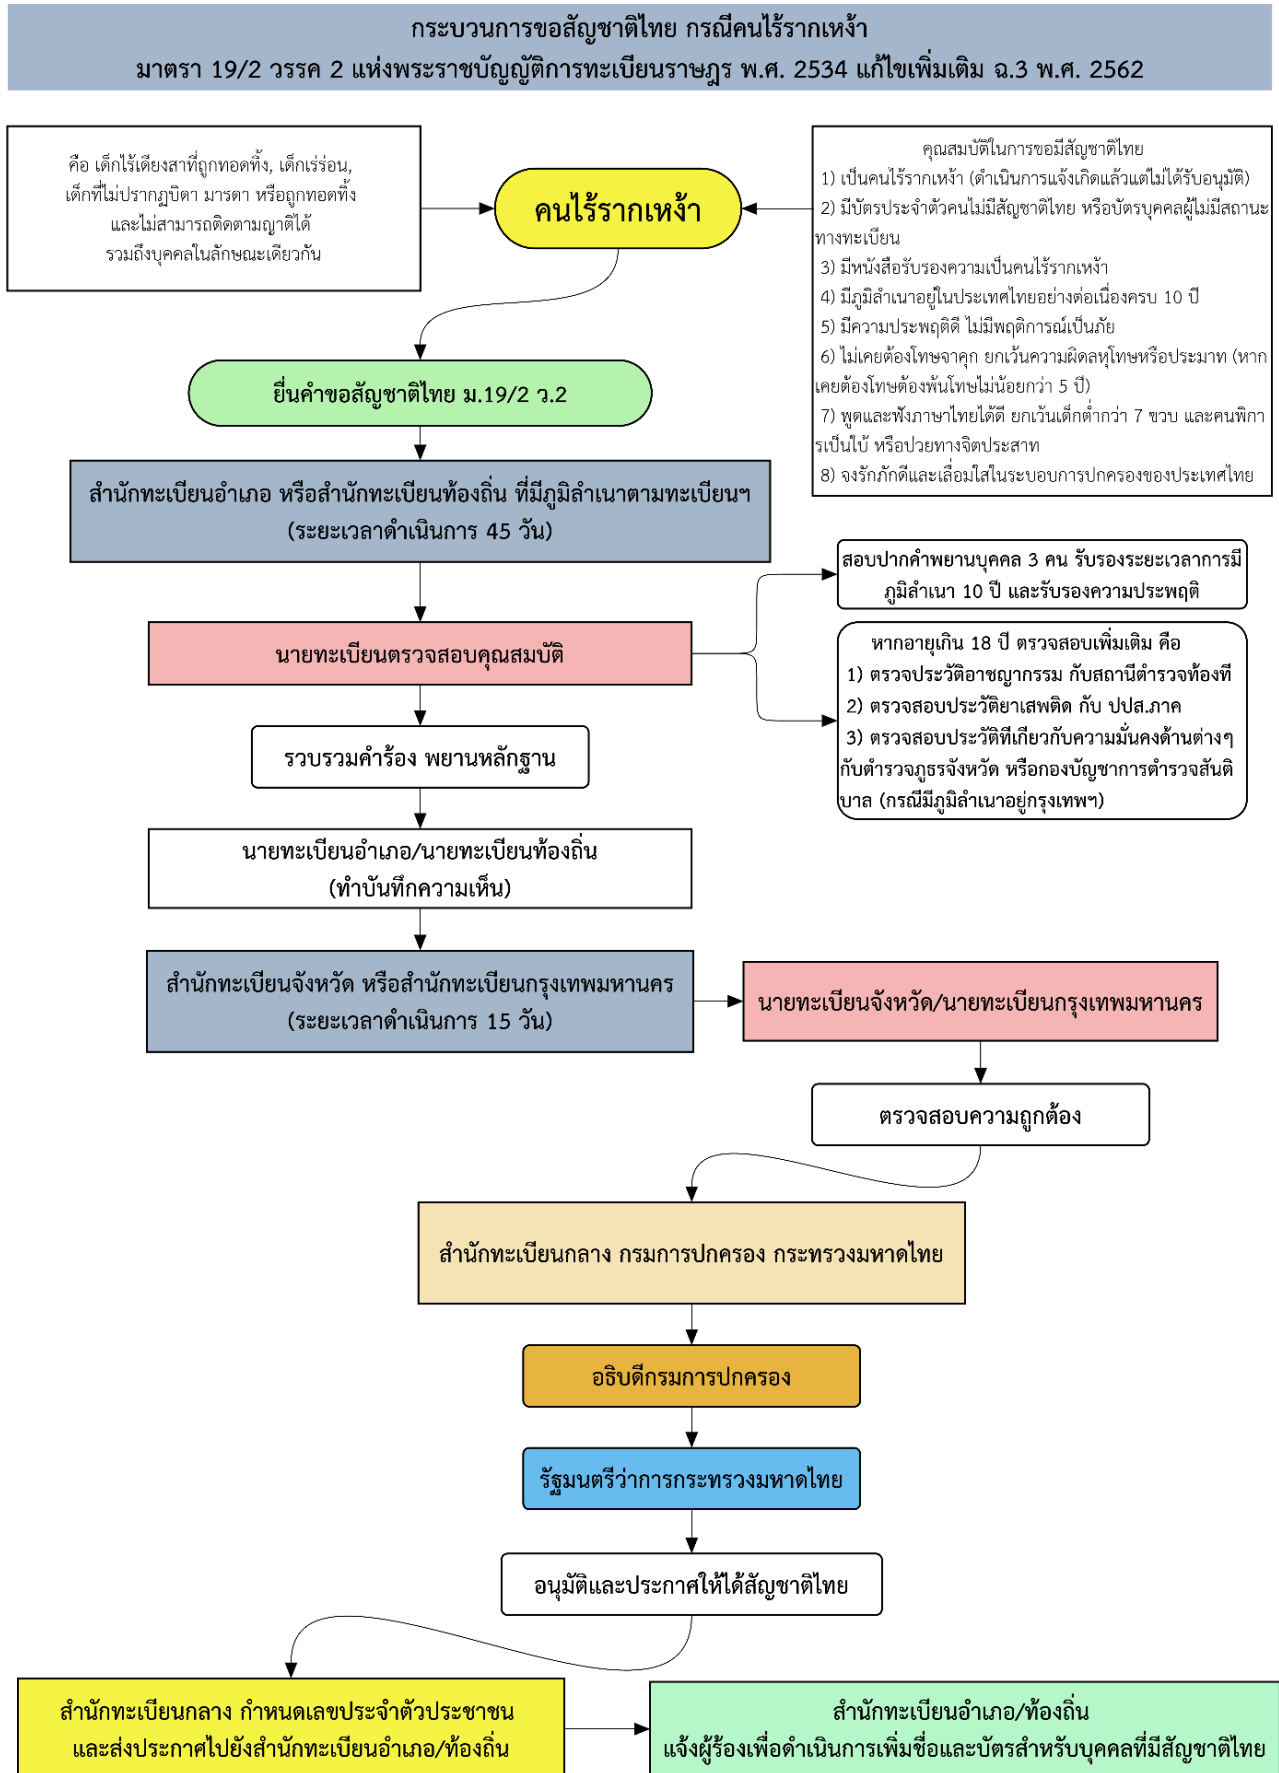 กระบวนการขอสัญชาติไทย กรณีคนไร้รากเหง้า
มาตรา 19/2 วรรค 2 แห่งพระราชบัญญัติการทะเบียนราษฎร พ.ศ. 2534 แก้ไขเพิ่มเติม ฉ.3 พ.ศ. 2562
คือ เด็กไร้เดียงสาที่ถูกทอดทิ้ง, เด็กเร่ร่อน,
เด็กที่ไม่ปรากฏบิดา มารดา หรือถูกทอดทิ้ง
และไม่สามารถติดตามญาติได้
รวมถึงบุคคลในลักษณะเดียวกัน
คนไร้รากเหง้า
คุณสมบัติในการขอมีสัญชาติไทย
1) เป็นคนไร้รากเหง้า (ดำเนินการแจ้งเกิดแล้วแต่ไม่ได้รับอนุมัติ)
2) มีบัตรประจำตัวคนไม่มีสัญชาติไทย หรือบัตรบุคคลผู้ไม่มีสถานะ
ทางทะเบียน
3) มีหนังสือรับรองความเป็นคนไร้รากเหง้า
4) มีภูมิลำเนาอยู่ในประเทศไทยอย่างต่อเนื่องครบ 10 ปี
5) มีความประพฤติดี ไม่มีพฤติการณ์เป็นภัย
6) ไม่เคยต้องโทษจาคุก ยกเว้นความผิดลหุโทษหรือประมาท (หาก
เคยต้องโทษต้องพ้นโทษไม่น้อยกว่า 5 ปี)
7) พูดและฟังภาษาไทยได้ดี ยกเว้นเด็กต่ำกว่า 7 ขวบ และคนพิกา
รเป็นใบ้ หรือป่วยทางจิตประสาท
8) จงรักภักดีและเลื่อมใสในระบอบการปกครองของประเทศไทย
ยื่นคำขอสัญชาติไทย ม.19/2 ว.2
สำนักทะเบียนอำเภอ หรือสำนักทะเบียนท้องถิ่น ที่มีภูมิลำเนาตามทะเบียนฯ
(ระยะเวลาดำเนินการ 45 วัน)
สอบปากคำพยานบุคคล 3 คน รับรองระยะเวลาการมี
ภูมิลำเนา 10 ปี และรับรองความประพฤติ
นายทะเบียนตรวจสอบคุณสมบัติ
หากอายุเกิน 18 ปี ตรวจสอบเพิ่มเติม คือ
1) ตรวจประวัติอาชญากรรม กับสถานีตำรวจท้องที่
2) ตรวจสอบประวัติยาเสพติด กับ ปปส.ภาค
3) ตรวจสอบประวัติทีเกียวกับความมั่นคงด้านต่างๆ
กับตำรวจภูธรจังหวัด หรือกองบัญชาการตำรวจสันติ
บาล (กรณีมีภูมิลำเนาอยู่กรุงเทพฯ)
รวบรวมคำร้อง พยานหลักฐาน
นายทะเบียนอำเภอ/นายทะเบียนท้องถิ่น
(ทำบันทึกความเห็น)
สำนักทะเบียนจังหวัด หรือสำนักทะเบียนกรุงเทพมหานคร
(ระยะเวลาดำเนินการ 15 วัน)
นายทะเบียนจังหวัด/นายทะเบียนกรุงเทพมหานคร
ตรวจสอบความถูกต้อง
สำนักทะเบียนกลาง กรมการปกครอง กระทรวงมหาดไทย
อธิบดีกรมการปกครอง
รัฐมนตรีว่าการกระทรวงมหาดไทย
อนุมัติและประกาศให้ได้สัญชาติไทย
สำนักทะเบียนกลาง กำหนดเลขประจำตัวประชาชน
และส่งประกาศไปยังสำนักทะเบียนอำเภอ/ท้องถิ่น
สำนักทะเบียนอำเภอ/ท้องถิ่น
แจ้งผู้ร้องเพื่อดำเนินการเพิ่มชื่อและบัตรสำหรับบุคคลที่มีสัญชาติไทย